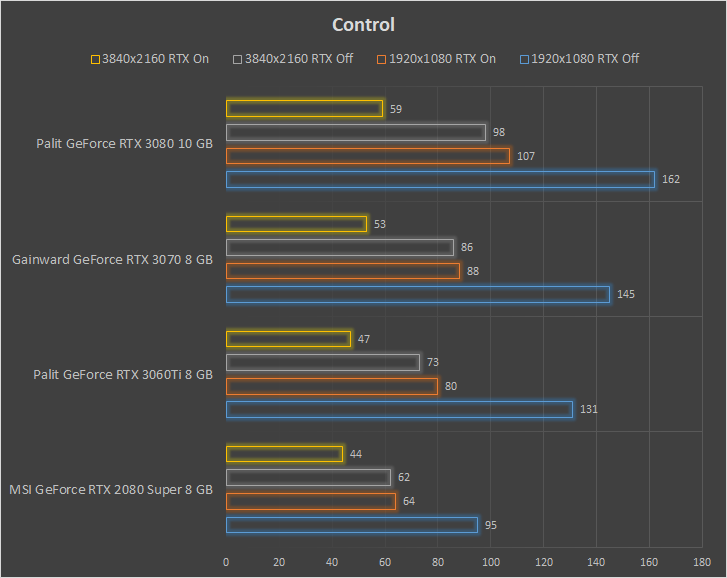 Control
3840x2160 RTX On 3840x2160 RTX Off 1920x1080 RTX On 1920x1080 RTX Off
59
98
Palit GeForce RTX 3080 10 GB
107
162
53
86
Gainward GeForce RTX 3070 8 GB
88
145
47
73
Palit GeForce RTX 3060Ti 8 GB
80
131
44
62
MSI GeForce RTX 2080 Super 8 GB
64
95
0 20 40 60 80 100 120 140 160 180